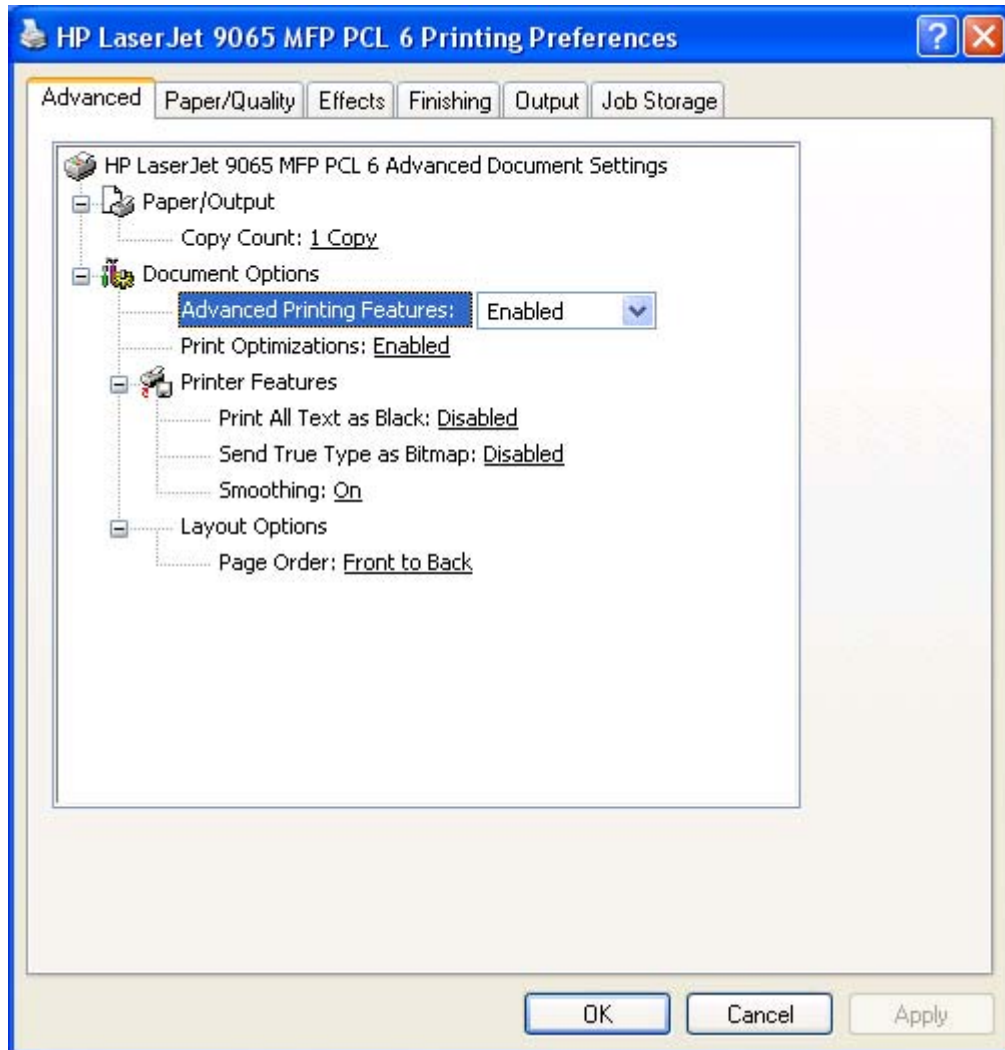 HP LaserJet 9065 MFP PCL 6 Printing Preferences
Advanced Paper/Quality Effects Finishing Output Job Storage
HP LaserJet 9065 MFP PCL 6 Advanced Document Settings
Paper/Output
Copy Count: 1 Copy
Document Options
Advanced Printing Features: Enabled
Print Optimizations: Enabled
Printer Features
Print All Text as Black: Disabled
Send True Type as Bitmap: Disabled
Smoothing: On
Layout Options
Page Order: Front to Back
OK Cancel Apply